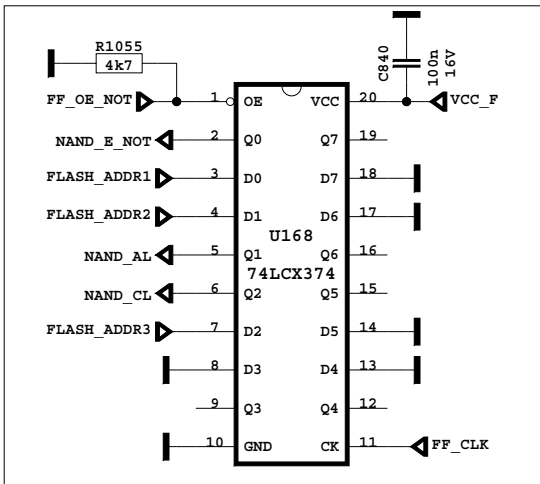 R1055
4k7
C840
100n
16V
FF_OE_NOT
1
OE
VCC
20
VCC_F
NAND_E_NOT
2
Q0
Q7
19
FLASH_ADDR1
3
D0
D7
18
FLASH_ADDR2
4
D1
D6
17
U168
NAND_AL
5
Q1
Q6
16
74LCX374
NAND_CL
6
Q2
Q5
15
FLASH_ADDR3
7
D2
D5
14
8
D3
D4
13
9
Q3
Q4
12
10
GND
CK
11
FF_CLK